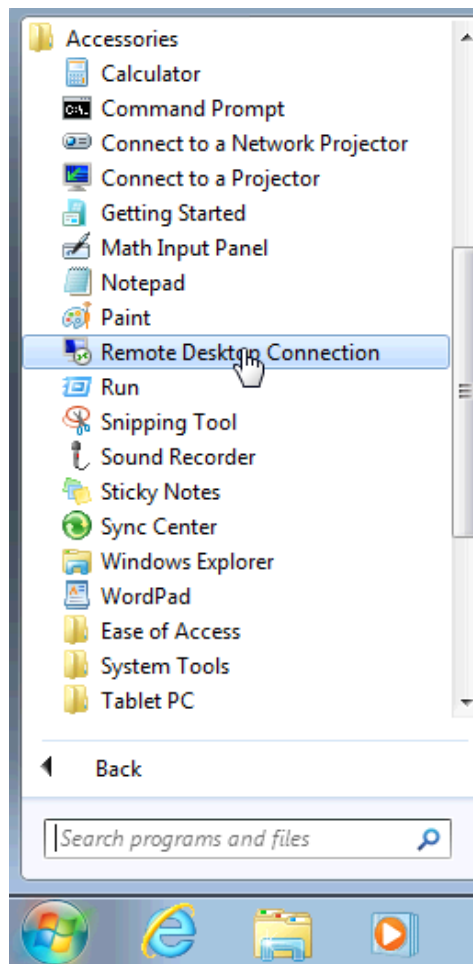 Accessories
Calculator
Command Prompt
Connect to a Network Projector
Connect to a Projector
Getting Started
Math Input Panel
Notepad
Paint
Remote Desktop Connection
Run
Snipping Tool
Sound Recorder
Sticky Notes
Sync Center
Windows Explorer
WordPad
Ease of Access
System Tools
Tablet PC
Back
Search programs and files